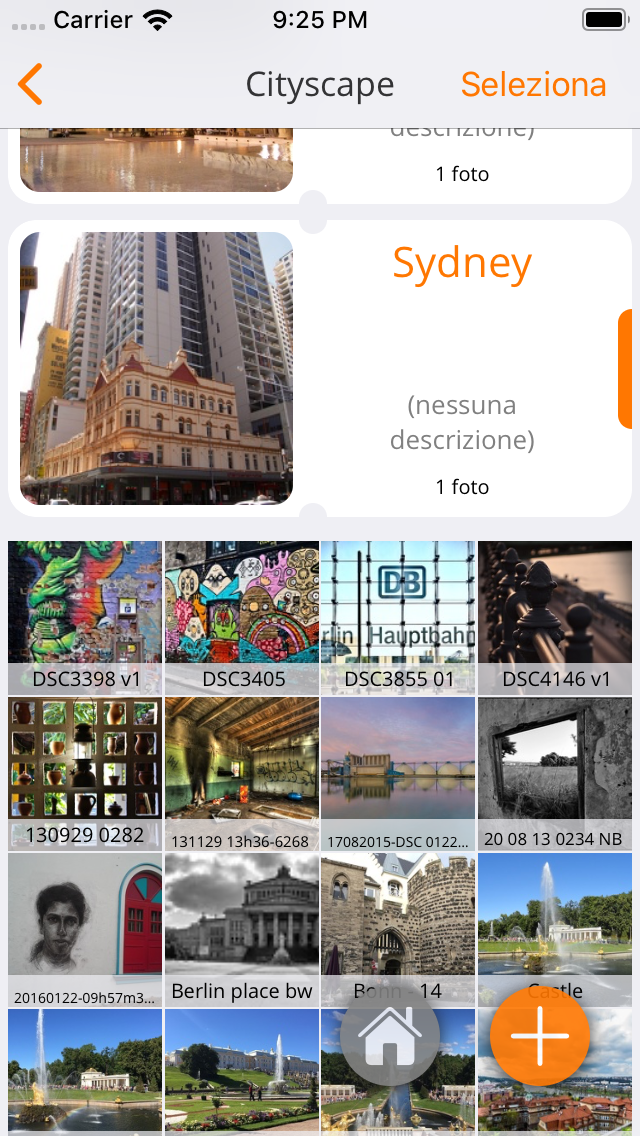 Carrier
9:25 PM
Cityscape
Seleziona
descrizione)
1 foto
Sydney
(nessuna
descrizione)
1 foto
DB
rlin Hauptbahn
DSC3398 v1
DSC3405
DSC3855 01
DSC4146 v1
130929 0282
131129 13h36-6268
17082015-DSC 0122...
20 08 13 0234 NB
20160122-09h57m3...
Berlin place bw
Bonn - 14
Castle